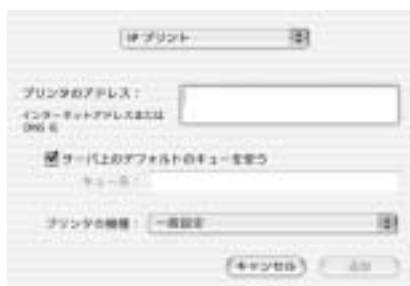 IP プリント
プリンタのアドレス：
インターネットアドレスまたは
DNS 名
サーバ上のデフォルトのキューを使う
キュー名：
プリンタの機種： 一般設定
キャンセル 追加